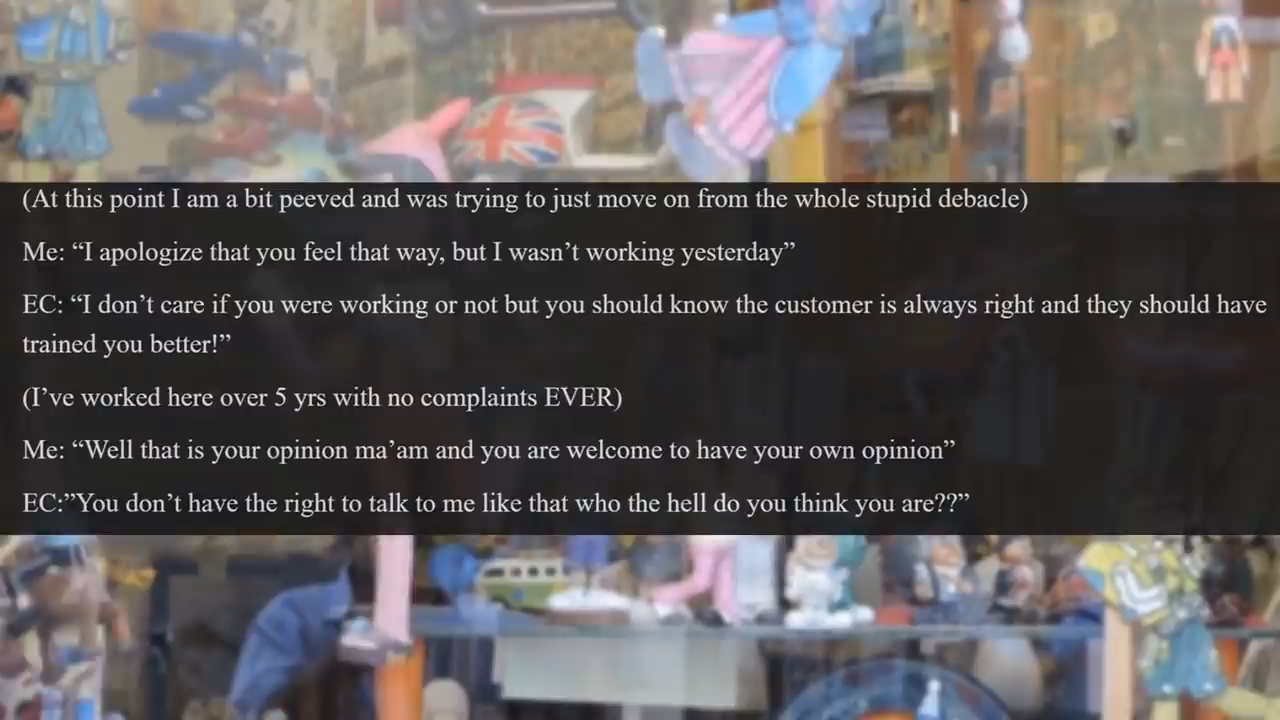 (At this point I am a bit peeved and was trying to just move on from the whole stupid debacle)
Me: “I apologize that you feel that way, but I wasn’t working yesterday”
EC: “I don’t care if you were working or not but you should know the customer is always right and they should have
trained you better!”
(I’ve worked here over 5 yrs with no complaints EVER)
Me: “Well that is your opinion ma’am and you are welcome to have your own opinion”
EC:”You don’t have the right to talk to me like that who the hell do you think you are??”